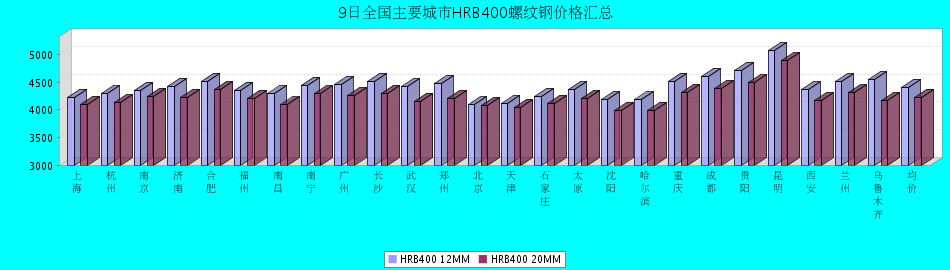 9日全国主要城市HRB400螺纹钢价格汇总
5000
4500
4000
3500
3000
上海 杭州 南京 济南 合肥 福州 南昌 南宁 广州 长沙 武汉 郑州 北京 天津 石家庄 太原 沈阳 哈尔滨 重庆 成都 贵阳 昆明 西安 兰州 乌鲁木齐 均价
HRB400 12MM HRB400 20MM